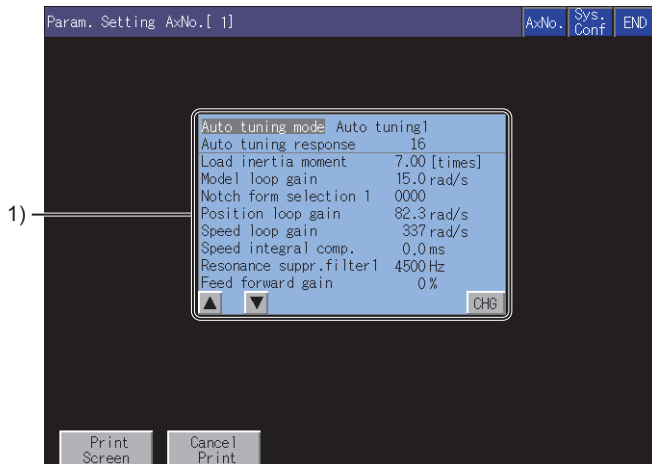 Param. Setting AxNo.[ 1]
AxNo.
Sys. Conf
END
1)
Auto tuning mode Auto tuning1
Auto tuning response 16
Load inertia moment 7.00 [times]
Model loop gain 15.0 rad/s
Notch form selection 1 0000
Position loop gain 82.3 rad/s
Speed loop gain 337 rad/s
Speed integral comp. 0.0 ms
Resonance suppr.filter1 4500 Hz
Feed forward gain 0 %
▲ ▼ CHG
Print Screen
Cancel Print